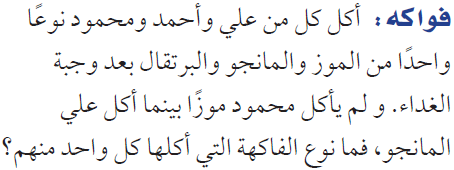 فواكه : أكل كل من علي وأحمد ومحمود نوعًا
واحدًا من الموز والمانجو والبرتقال بعد وجبة
الغداء. و لم يأكل محمود موزًا بينما أكل علي
المانجو، فما نوع الفاكهة التي أكلها كل واحد منهم؟